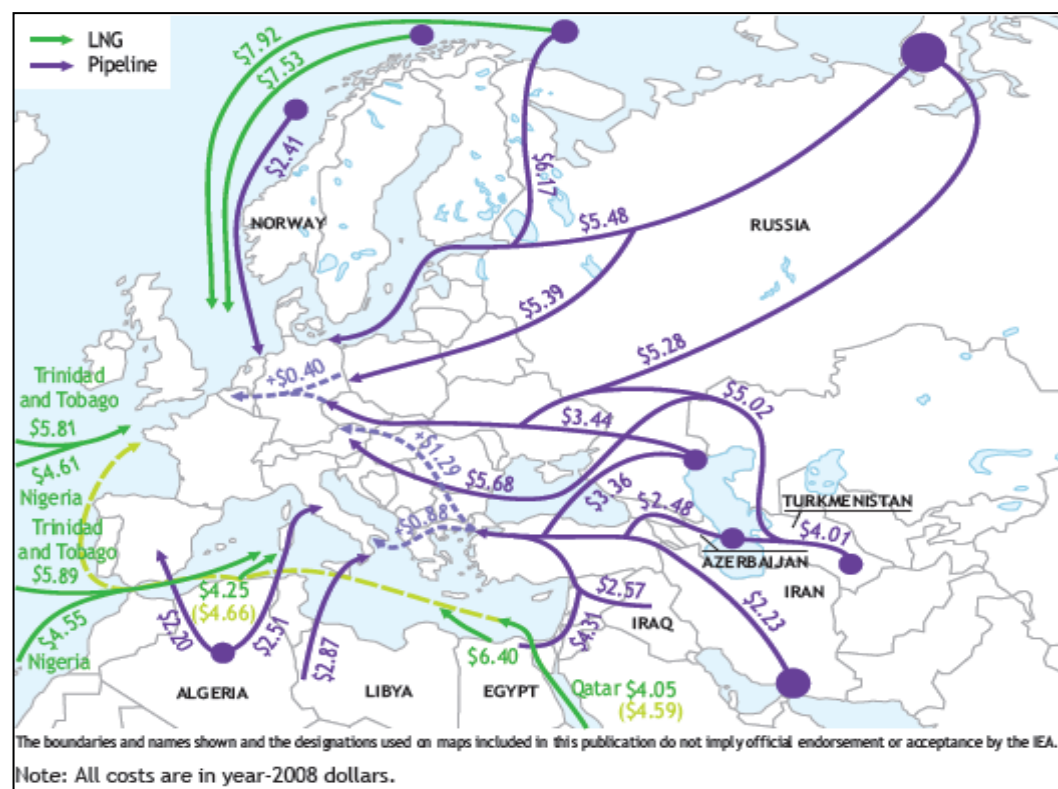 LNG
Pipeline
$7.92
$7.53
$2.41
$6.17
NORWAY
$5.48
RUSSIA
$5.39
+$0.40
$5.28
Trinidad
and Tobago
$5.81
$4.61
Nigeria
$5.02
$3.44
+$1.29
$5.68
$3.36
+$0.88
$2.48
TURKMENISTAN
$4.01
AZERBAIJAN
IRAN
Trinidad
and Tobago
$5.89
$4.55
Nigeria
$4.25
($4.66)
$2.20
$2.51
$2.87
$2.57
IRAQ
$4.31
$2.23
$6.40
ALGERIA
LIBYA
EGYPT
Qatar $4.05
($4.59)
The boundaries and names shown and the designations used on maps included in this publication do not imply official endorsement or acceptance by the IEA.
Note: All costs are in year-2008 dollars.